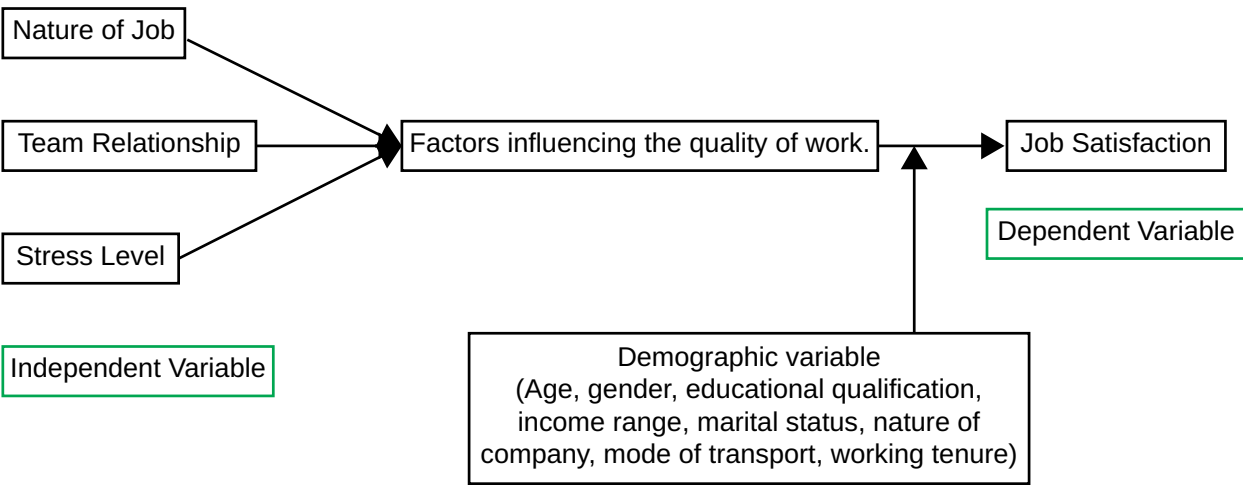 Nature of Job
Team Relationship
Factors influencing the quality of work.
Job Satisfaction
Dependent Variable
Stress Level
Independent Variable
Demographic variable
(Age, gender, educational qualification,
income range, marital status, nature of
company, mode of transport, working tenure)